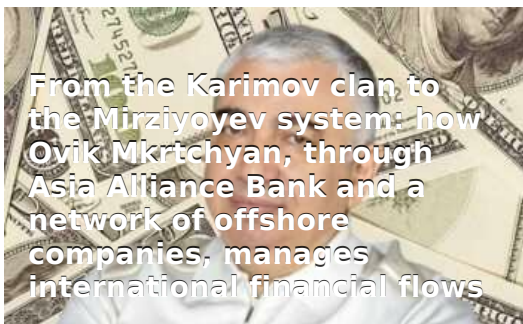 From the Karimov clan to
the Mirziyoyev system: how
Ovik Mkrtchyan, through
Asia Alliance Bank and a
network of offshore
companies, manages
international financial flows